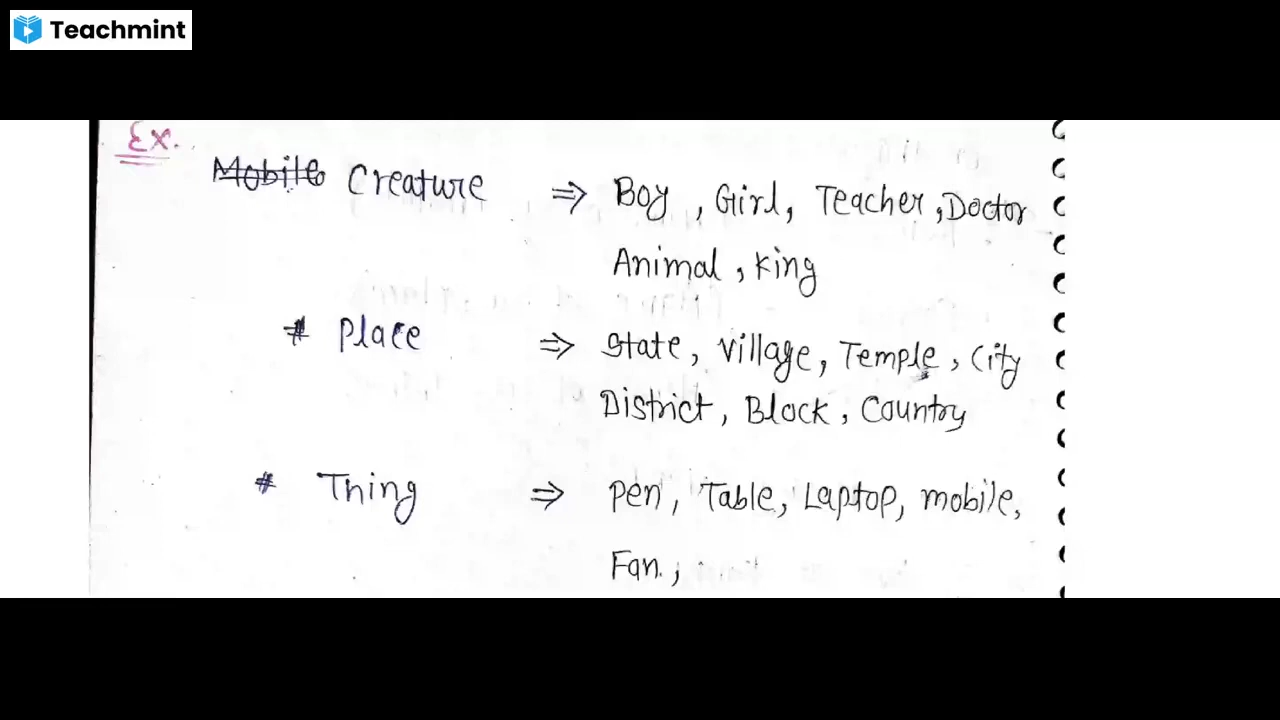 Teachmint
Ex.
Mobile Creature ⇒ Boy, Girl, Teacher, Doctor
Animal, King
# Place ⇒ State, Village, Temple, City
District, Block, Country
# Thing ⇒ Pen, Table, Laptop, mobile,
Fan.,